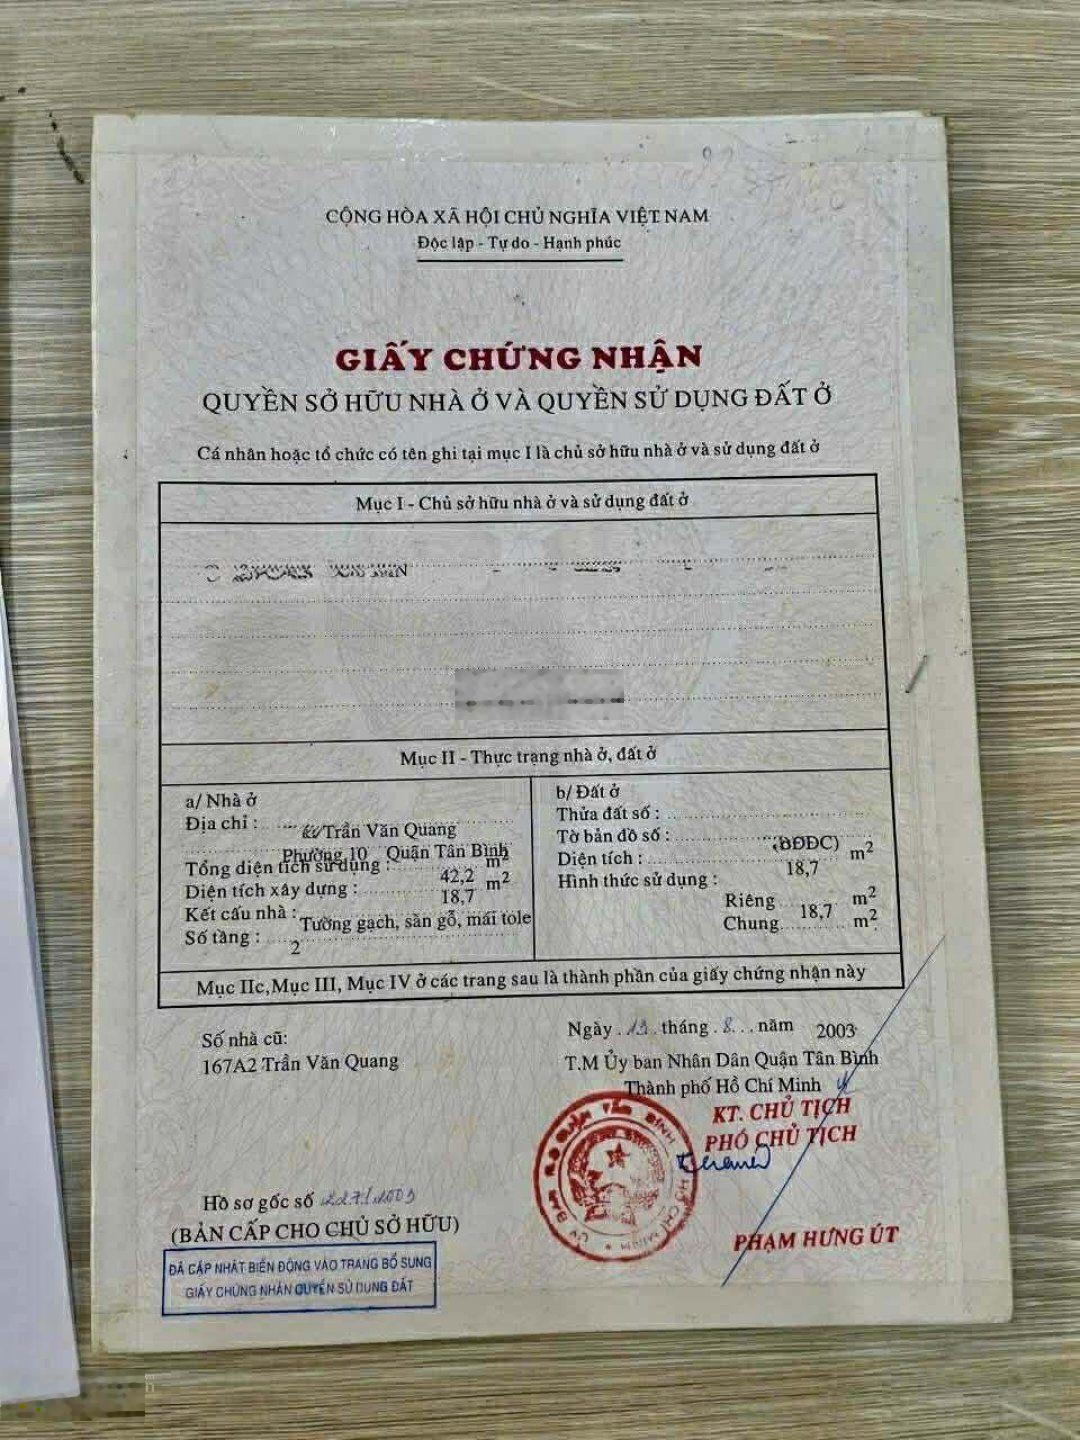 CỘNG HÒA XÃ HỘI CHỦ NGHĨA VIỆT NAM
Độc lập - Tự do - Hạnh phúc
GIẤY CHỨNG NHẬN
QUYỀN SỞ HỮU NHÀ Ở VÀ QUYỀN SỬ DỤNG ĐẤT Ở
Cá nhân hoặc tổ chức có tên ghi tại mục I là chủ sở hữu nhà ở và sử dụng đất ở
Mục I - Chủ sở hữu nhà ở và sử dụng đất ở
Mục II - Thực trạng nhà ở, đất ở
a/ Nhà ở
Địa chỉ : Trần Văn Quang
Phường 10 Quận Tân Bình
Tổng diện tích sử dụng : 42,2 m²
Diện tích xây dựng : 18,7 m²
Kết cấu nhà : Tường gạch, sàn gỗ, mái tole
Số tầng : 2
b/ Đất ở
Thửa đất số :
Tờ bản đồ số : (BĐĐC)
Diện tích : 18,7 m²
Hình thức sử dụng :
Riêng 18,7 m²
Chung m²
Mục IIc, Mục III, Mục IV ở các trang sau là thành phần của giấy chứng nhận này
Số nhà cũ:
167A2 Trần Văn Quang
Ngày 13 tháng 8 năm 2003
T.M Ủy ban Nhân Dân Quận Tân Bình
Thành phố Hồ Chí Minh
KT. CHỦ TỊCH
PHÓ CHỦ TỊCH
PHẠM HƯNG ÚT
Hồ sơ gốc số 227/2003
(BẢN CẤP CHO CHỦ SỞ HỮU)
ĐÃ CẬP NHẬT BIẾN ĐỘNG VÀO TRANG BỔ SUNG
GIẤY CHỨNG NHẬN QUYỀN SỬ DỤNG ĐẤT